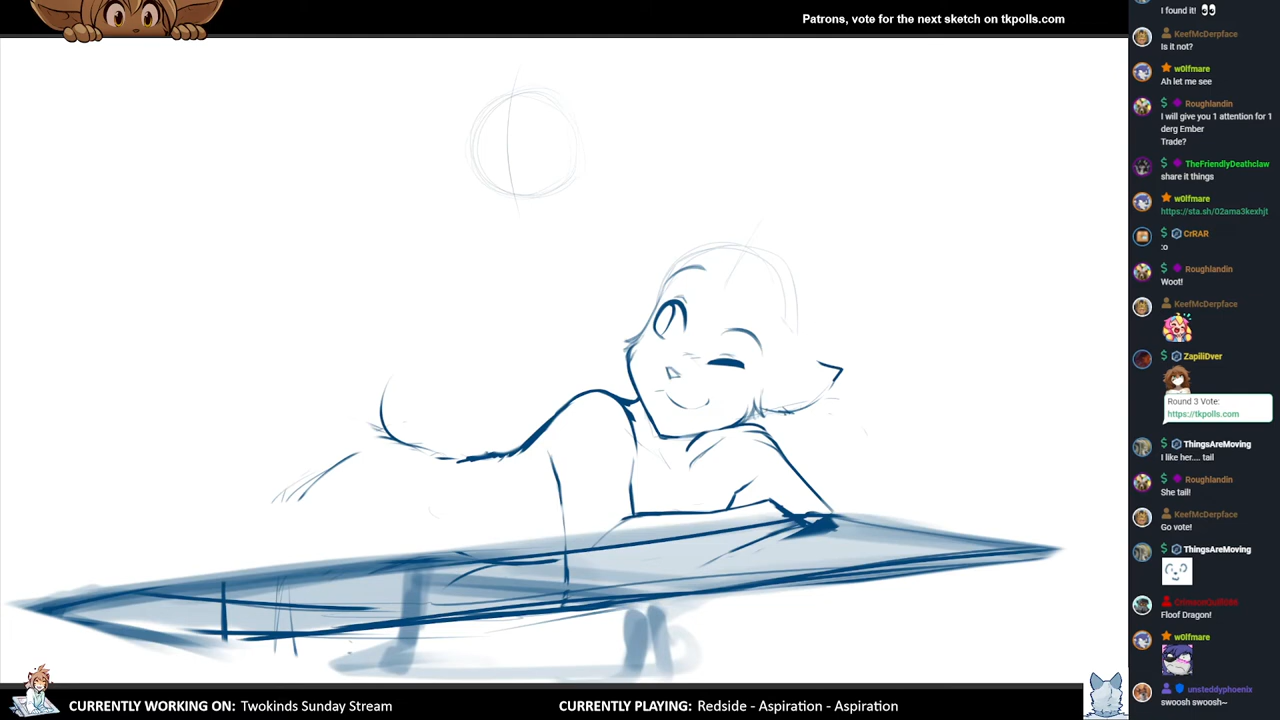 Patrons, vote for the next sketch on tkpolls.com
I found it!
KeefMcDerpface
Is it not?
w0lfmare
Ah let me see
Roughlandin
I will give you 1 attention for 1
derg Ember
Trade?
TheFriendlyDeathclaw
share it things
w0lfmare
https://sta.sh/02ama3kexhjt
CrRAR
:o
Roughlandin
Woot!
KeefMcDerpface
ZapiliDver
Round 3 Vote:
https://tkpolls.com
ThingsAreMoving
I like her.... tail
Roughlandin
She tail!
KeefMcDerpface
Go vote!
ThingsAreMoving
Floof Dragon!
w0lfmare
unsteddyphoenix
swoosh swoosh~
CURRENTLY WORKING ON: Twokinds Sunday Stream
CURRENTLY PLAYING: Redside - Aspiration - Aspiration